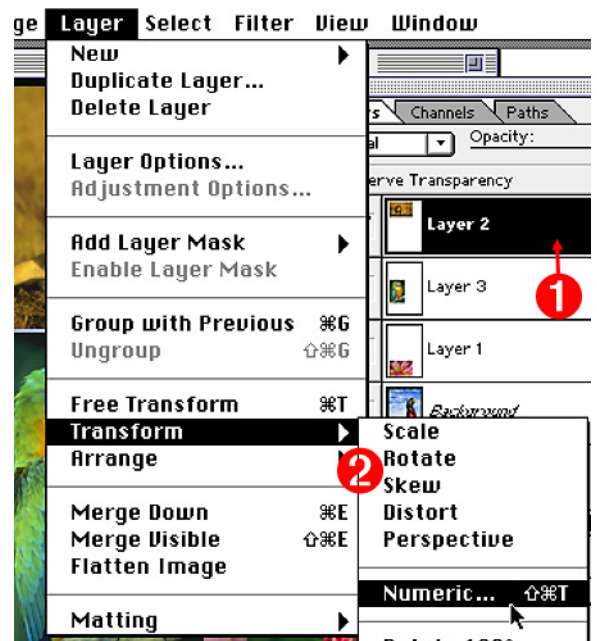 ge Layer Select Filter View Window
New
Duplicate Layer...
Delete Layer
Layer Options...
Adjustment Options...
Add Layer Mask
Enable Layer Mask
Group with Previous ⌘G
Ungroup ⇧⌘G
Free Transform ⌘T
Transform
Arrange
Merge Down ⌘E
Merge Visible ⇧⌘E
Flatten Image
Matting
s Channels Paths
al Opacity:
erve Transparency
Layer 2
1
Layer 3
Layer 1
Background
2
Scale
Rotate
Skew
Distort
Perspective
Numeric... ⇧⌘T